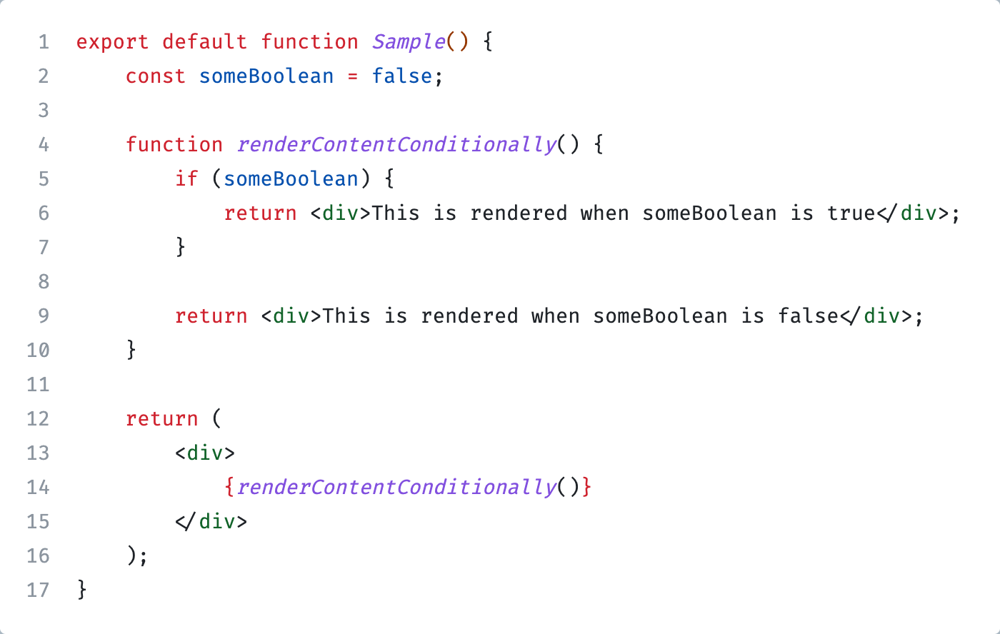 1 export default function Sample() {
2     const someBoolean = false;
3
4     function renderContentConditionally() {
5         if (someBoolean) {
6             return <div>This is rendered when someBoolean is true</div>;
7         }
8
9         return <div>This is rendered when someBoolean is false</div>;
10     }
11
12     return (
13         <div>
14             {renderContentConditionally()}
15         </div>
16     );
17 }